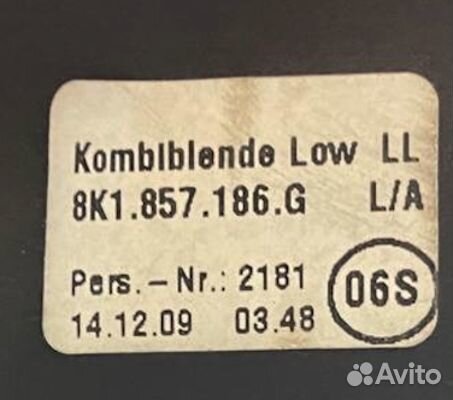 Kombiblende Low LL
8K1.857.186.G L/A
Pers.-Nr.: 2181
14.12.09 03.48
06S
Avito